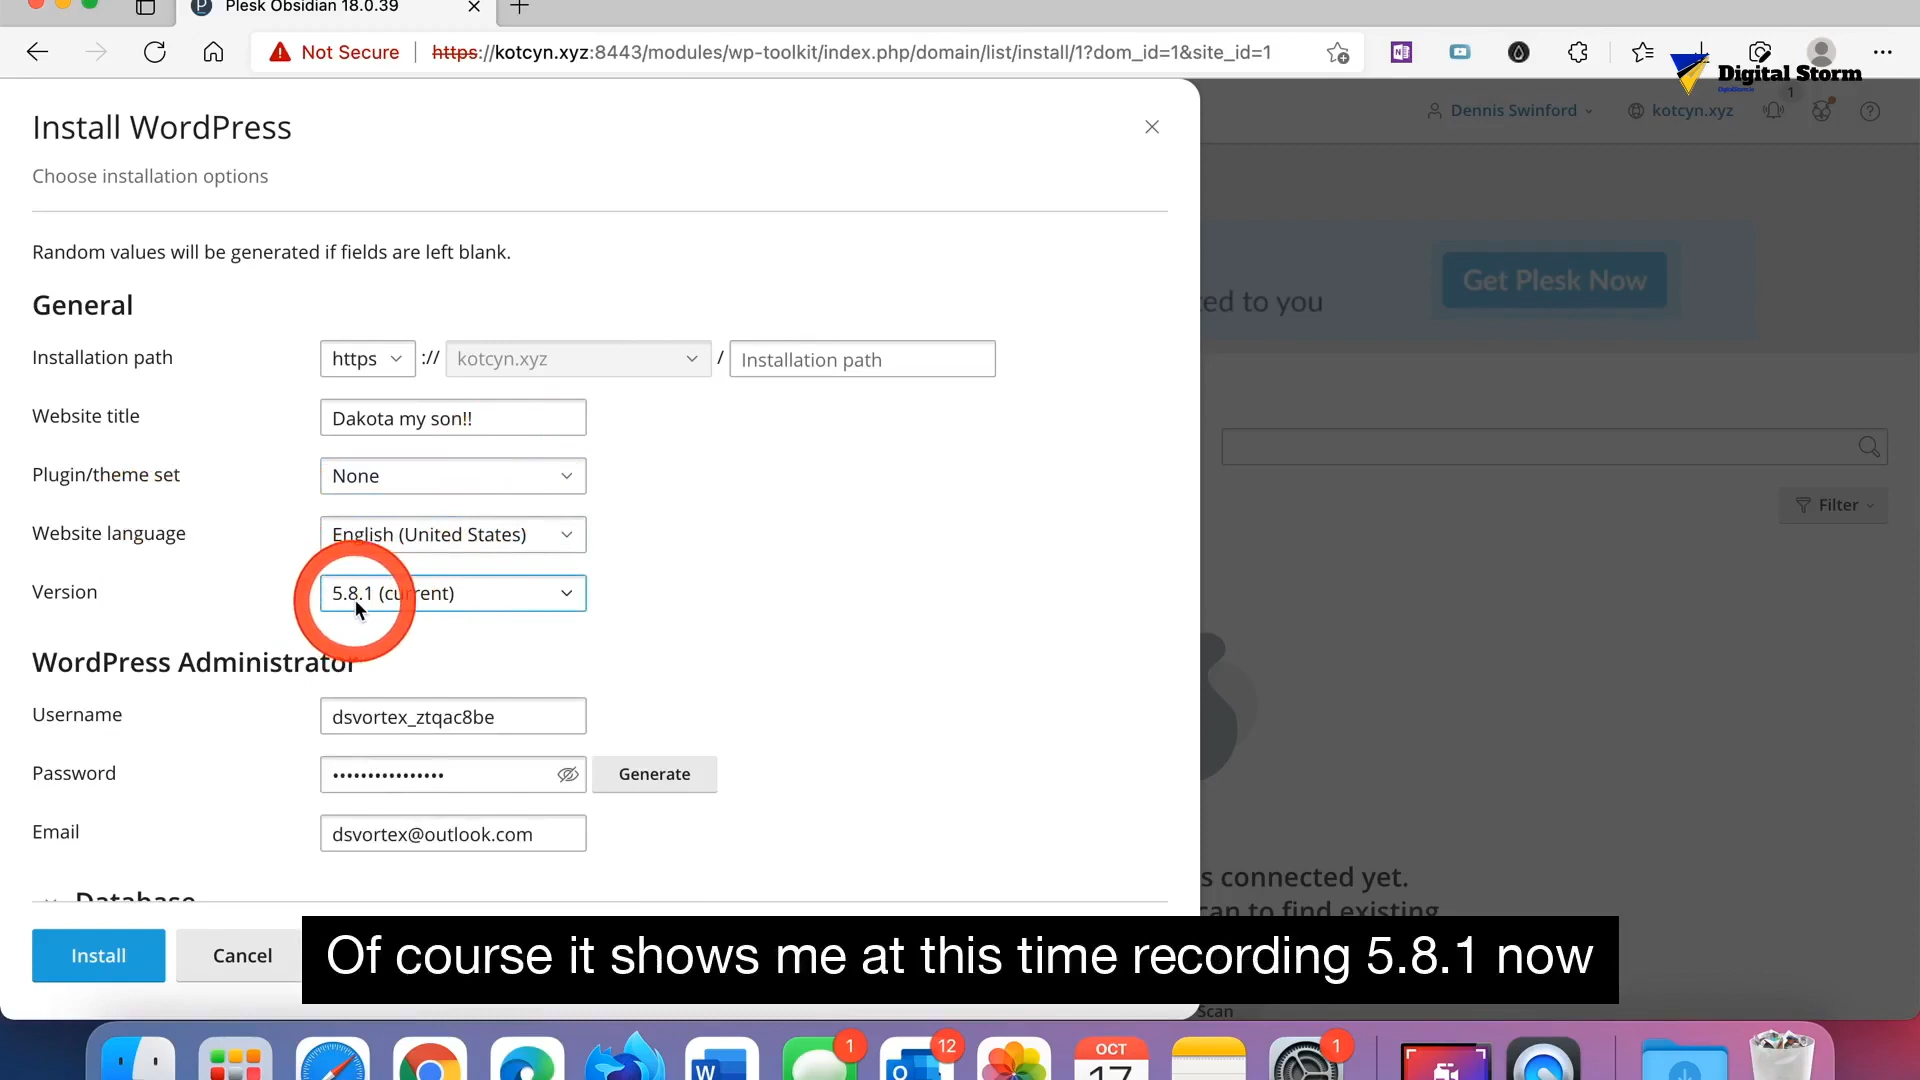 Plesk Obsidian 18.0.39
Not Secure
https://kotcyn.xyz:8443/modules/wp-toolkit/index.php/domain/list/install/1?dom_id=1&site_id=1
Digital Storm
Install WordPress
Dennis Swinford
kotcyn.xyz
1
Choose installation options
Random values will be generated if fields are left blank.
Get Plesk Now
ed to you
General
Installation path
https
://
kotcyn.xyz
/
Installation path
Website title
Dakota my son!!
Plugin/theme set
None
Website language
English (United States)
Filter
Version
5.8.1 (current)
WordPress Administrator
Username
dsvortex_ztqac8be
Password
••••••••••••••••
Generate
Email
dsvortex@outlook.com
Database
s connected yet.
can to find existing
Install
Cancel
Of course it shows me at this time recording 5.8.1 now
Scan
1
12
OCT
17
1
W